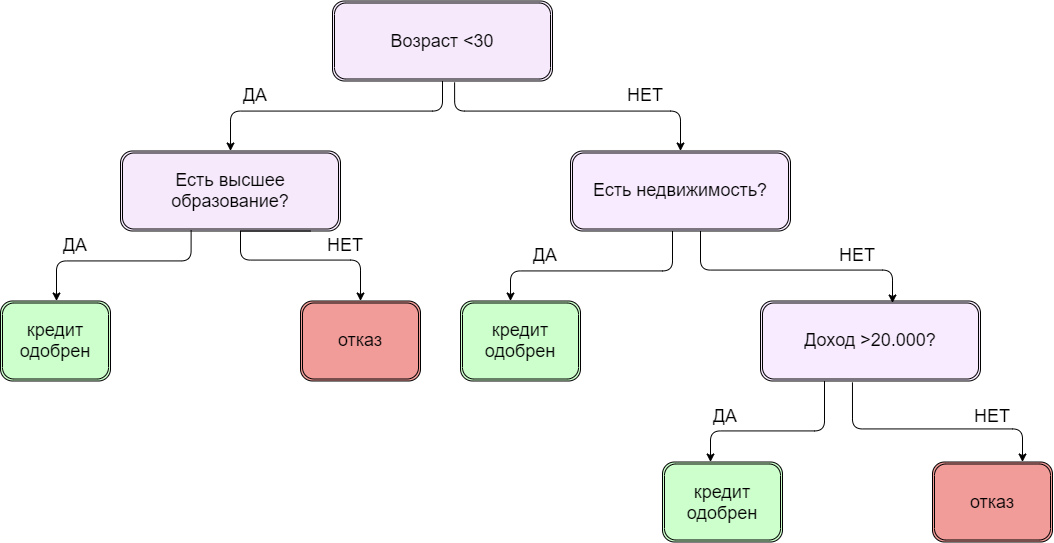 Возраст <30
ДА
НЕТ
Есть высшее
образование?
Есть недвижимость?
ДА
НЕТ
ДА
НЕТ
кредит
одобрен
отказ
кредит
одобрен
Доход >20.000?
ДА
НЕТ
кредит
одобрен
отказ